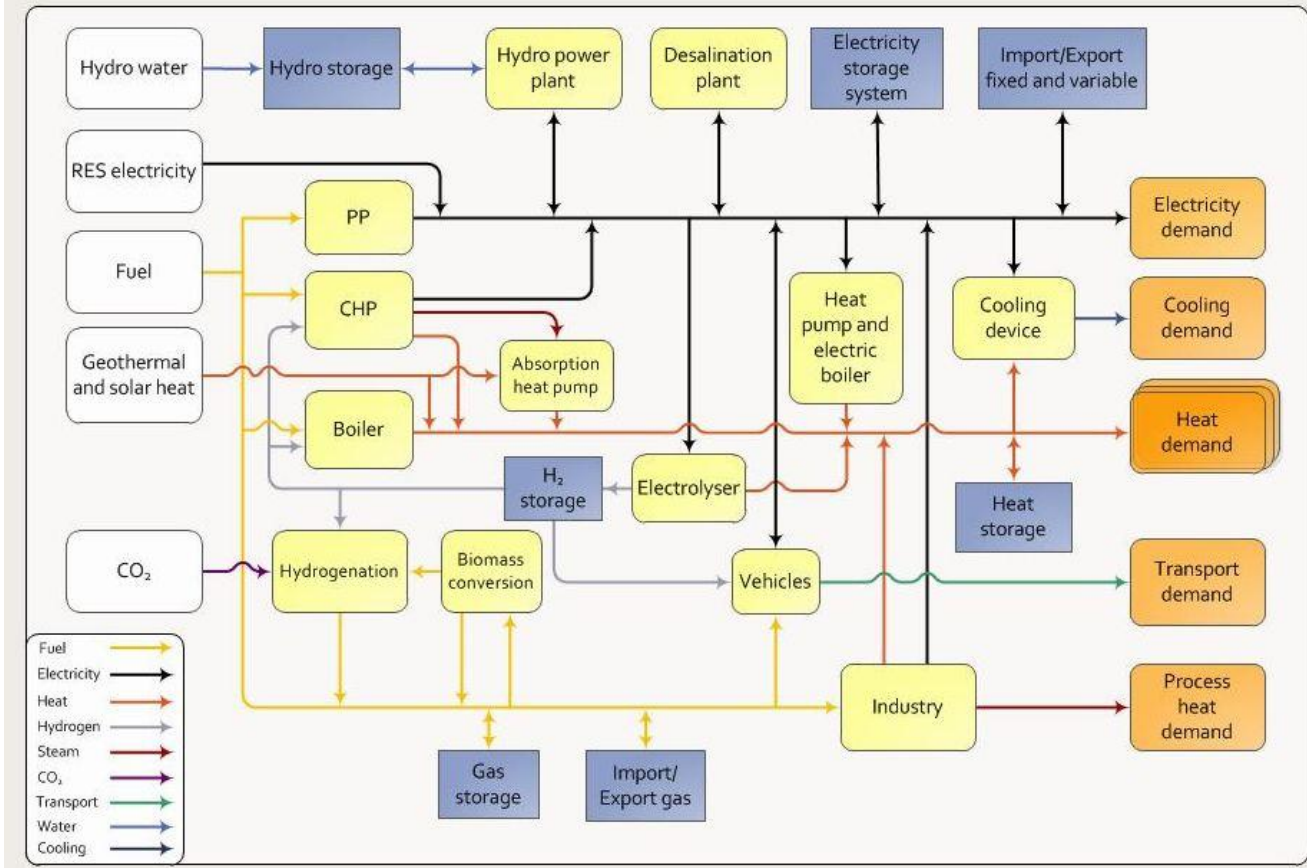 Hydro water
Hydro storage
Hydro power
plant
Desalination
plant
Electricity
storage
system
Import/Export
fixed and variable
RES electricity
PP
Electricity
demand
Fuel
CHP
Heat
pump and
electric
boiler
Cooling
device
Cooling
demand
Geothermal
and solar heat
Absorption
heat pump
Boiler
Heat
demand
H₂
storage
Electrolyser
Heat
storage
CO₂
Hydrogenation
Biomass
conversion
Vehicles
Transport
demand
Industry
Process
heat
demand
Gas
storage
Import/
Export gas
Fuel
Electricity
Heat
Hydrogen
Steam
CO₂
Transport
Water
Cooling